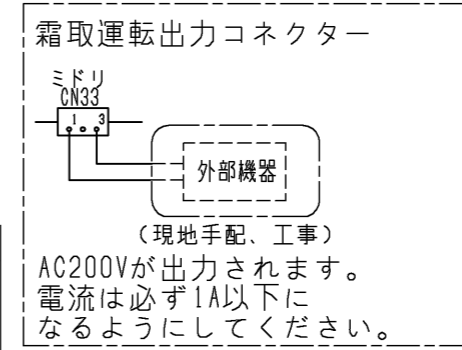 霜取運転出力コネクター
ミドリ
CN33
1 3
外部機器
(現地手配、工事)
AC200Vが出力されます。
電流は必ず1A以下に
なるようにしてください。